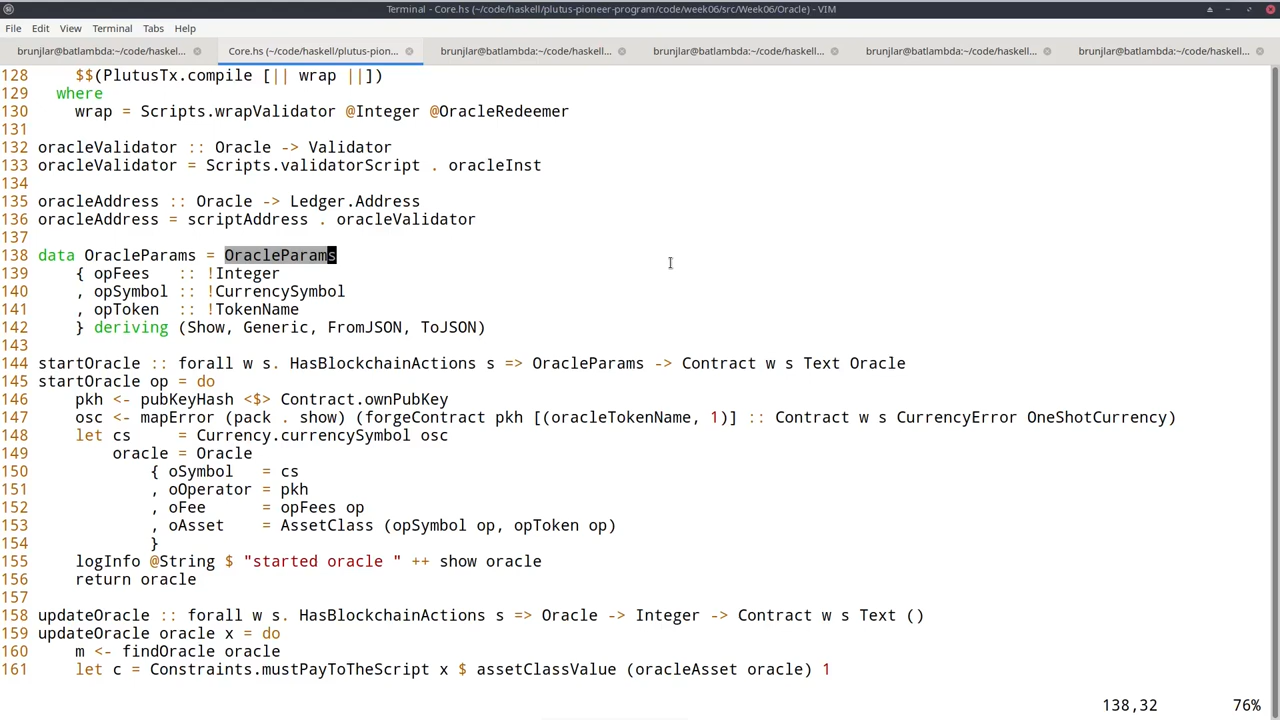 Terminal - Core.hs (~/code/haskell/plutus-pioneer-program/code/week06/src/Week06/Oracle) - VIM
File Edit View Terminal Tabs Help
brunjlar@batlambda:~/code/haskell... Core.hs (~/code/haskell/plutus-pion... brunjlar@batlambda:~/code/haskell... brunjlar@batlambda:~/code/haskell... brunjlar@batlambda:~/code/haskell... brunjlar@batlambda:~/code/haskell...
128     $$(PlutusTx.compile [|| wrap ||])
129   where
130     wrap = Scripts.wrapValidator @Integer @OracleRedeemer
131
132 oracleValidator :: Oracle -> Validator
133 oracleValidator = Scripts.validatorScript . oracleInst
134
135 oracleAddress :: Oracle -> Ledger.Address
136 oracleAddress = scriptAddress . oracleValidator
137
138 data OracleParams = OracleParams
139     { opFees   :: !Integer
140     , opSymbol :: !CurrencySymbol
141     , opToken  :: !TokenName
142     } deriving (Show, Generic, FromJSON, ToJSON)
143
144 startOracle :: forall w s. HasBlockchainActions s => OracleParams -> Contract w s Text Oracle
145 startOracle op = do
146     pkh <- pubKeyHash <$> Contract.ownPubKey
147     osc <- mapError (pack . show) (forgeContract pkh [(oracleTokenName, 1)] :: Contract w s CurrencyError OneShotCurrency)
148     let cs     = Currency.currencySymbol osc
149         oracle = Oracle
150             { oSymbol   = cs
151             , oOperator = pkh
152             , oFee      = opFees op
153             , oAsset    = AssetClass (opSymbol op, opToken op)
154             }
155     logInfo @String $ "started oracle " ++ show oracle
156     return oracle
157
158 updateOracle :: forall w s. HasBlockchainActions s => Oracle -> Integer -> Contract w s Text ()
159 updateOracle oracle x = do
160     m <- findOracle oracle
161     let c = Constraints.mustPayToTheScript x $ assetClassValue (oracleAsset oracle) 1
138,32 76%